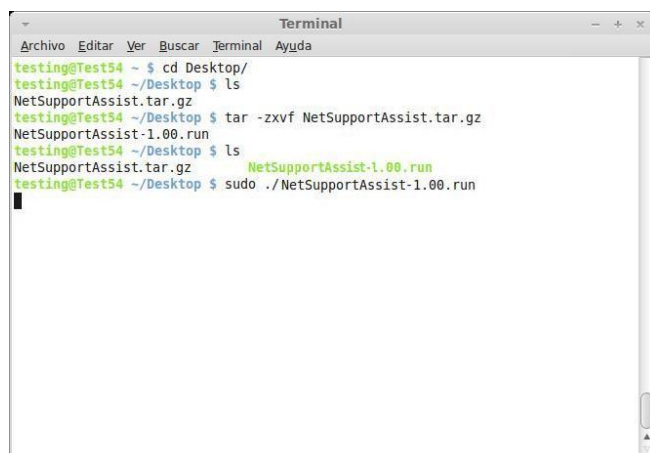 Terminal
Archivo Editar Ver Buscar Terminal Ayuda
testing@Test54 ~ $ cd Desktop/
testing@Test54 ~/Desktop $ ls
NetSupportAssist.tar.gz
testing@Test54 ~/Desktop $ tar -zxvf NetSupportAssist.tar.gz
NetSupportAssist-1.00.run
testing@Test54 ~/Desktop $ ls
NetSupportAssist.tar.gz NetSupportAssist-1.00.run
testing@Test54 ~/Desktop $ sudo ./NetSupportAssist-1.00.run